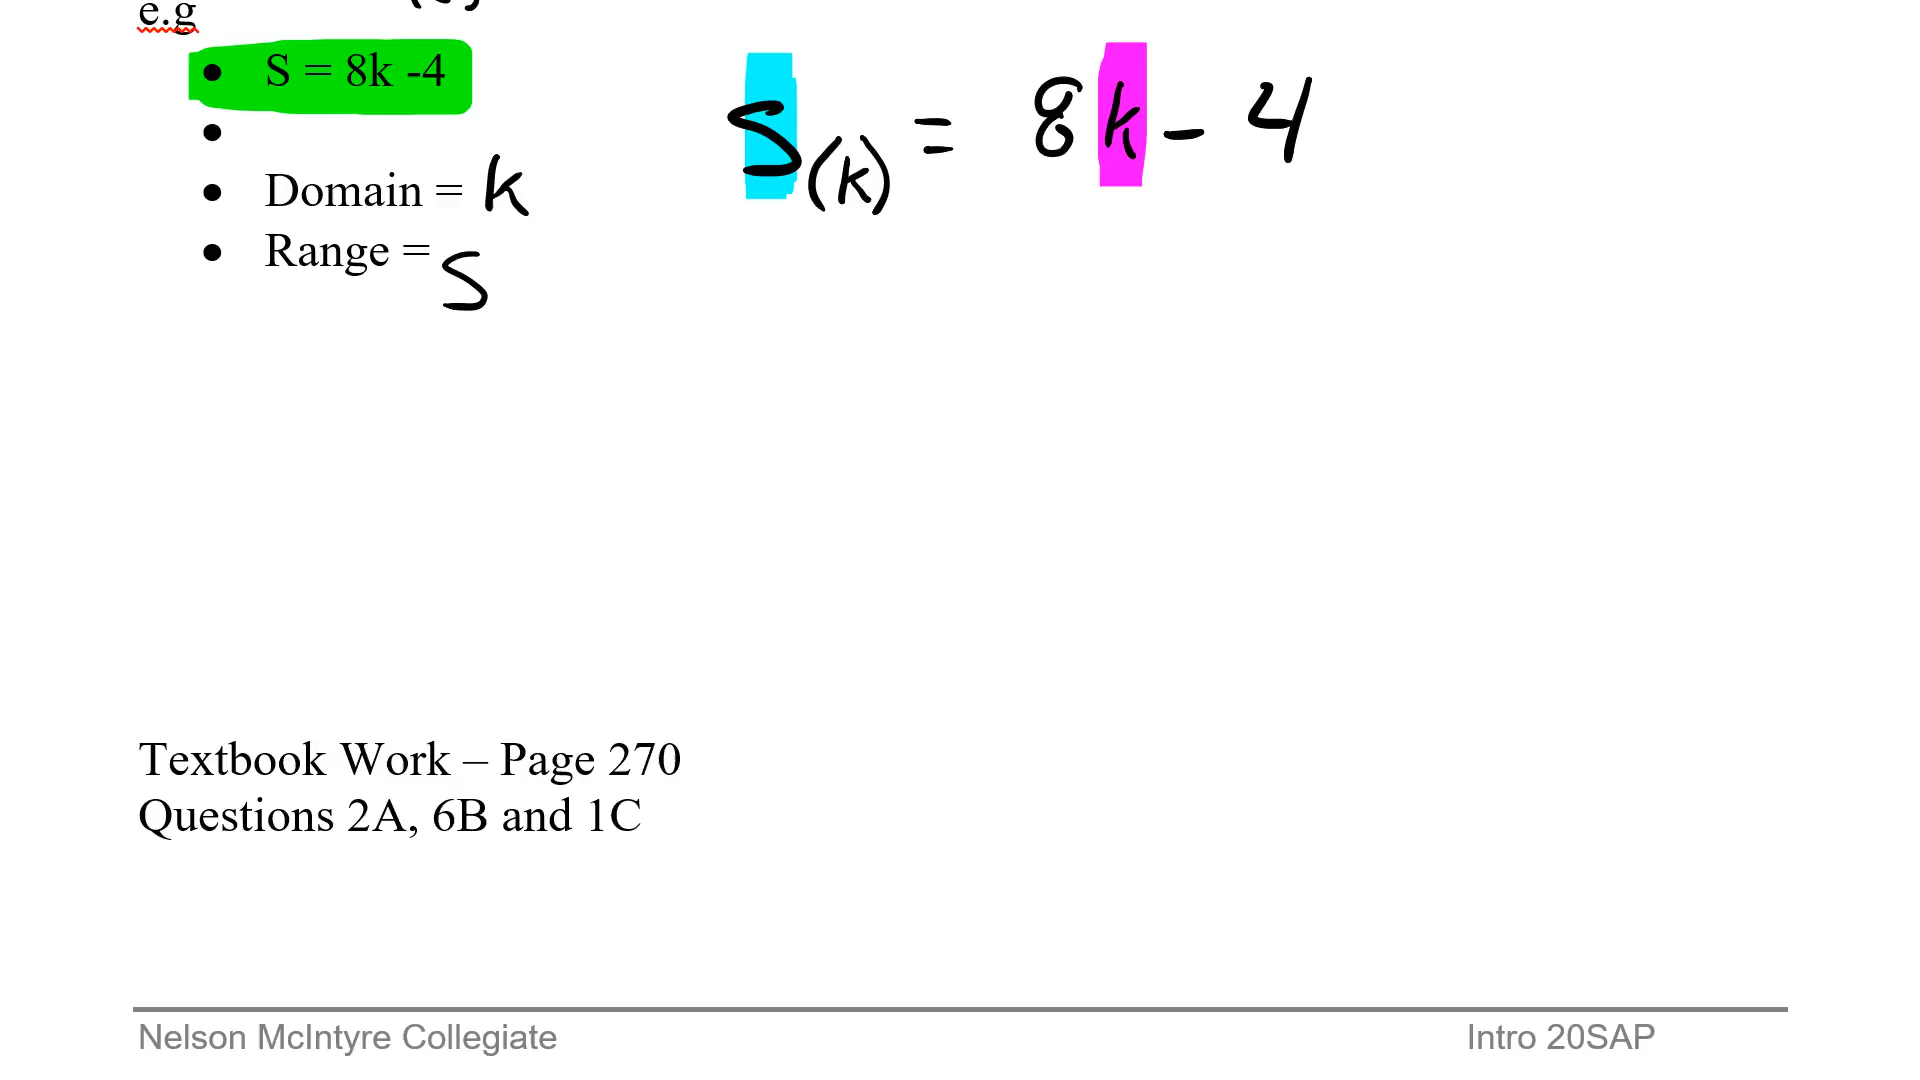 e.g
• S = 8k -4
S(k) = 8k - 4
•
• Domain = k
• Range = S
Textbook Work – Page 270
Questions 2A, 6B and 1C
Nelson McIntyre Collegiate
Intro 20SAP